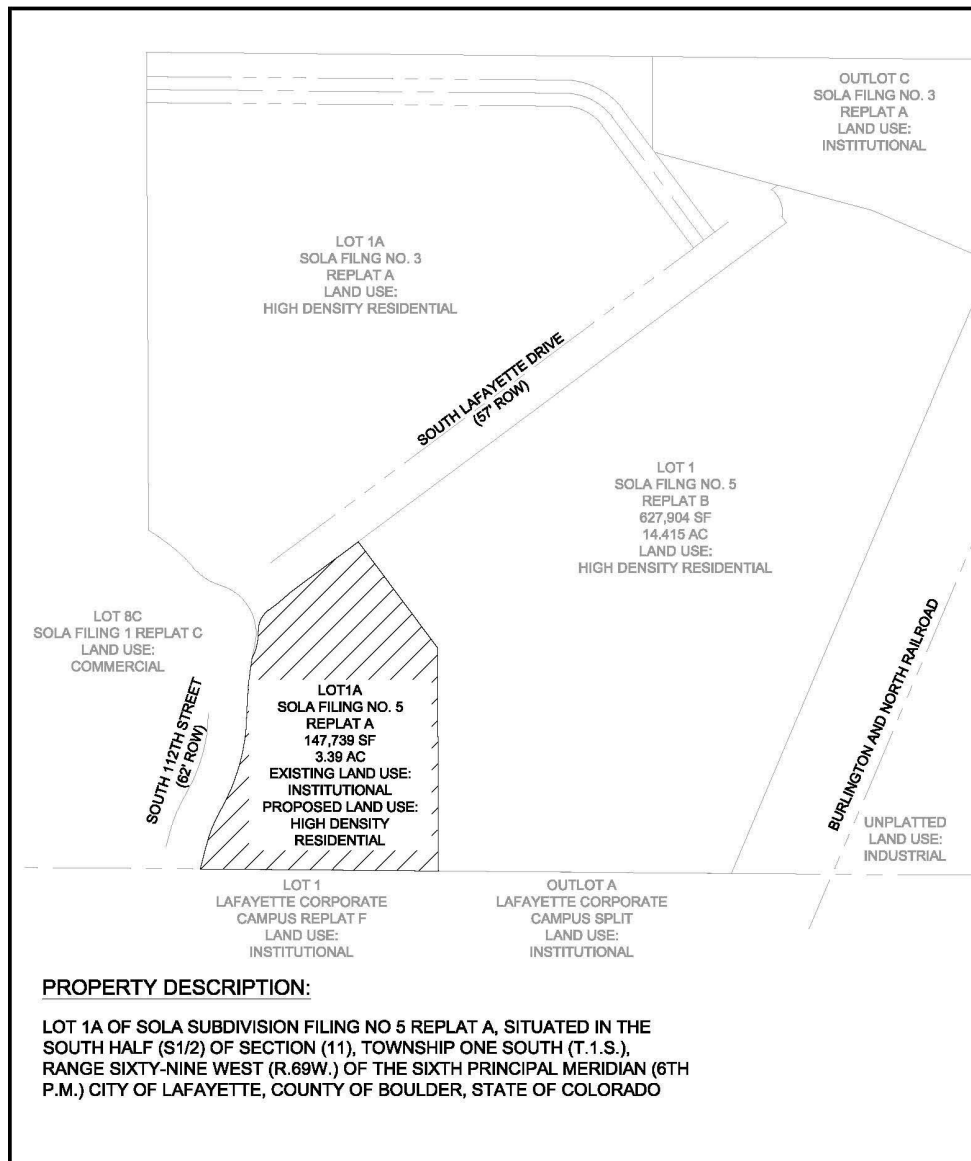 OUTLOT C
SOLA FILNG NO. 3
REPLAT A
LAND USE:
INSTITUTIONAL
LOT 1A
SOLA FILNG NO. 3
REPLAT A
LAND USE:
HIGH DENSITY RESIDENTIAL
SOUTH LAFAYETTE DRIVE
(57' ROW)
LOT 1
SOLA FILNG NO. 5
REPLAT B
627,904 SF
14.415 AC
LAND USE:
HIGH DENSITY RESIDENTIAL
LOT 8C
SOLA FILING 1 REPLAT C
LAND USE:
COMMERCIAL
SOUTH 112TH STREET
(62' ROW)
LOT1A
SOLA FILING NO. 5
REPLAT A
147,739 SF
3.39 AC
EXISTING LAND USE:
INSTITUTIONAL
PROPOSED LAND USE:
HIGH DENSITY
RESIDENTIAL
BURLINGTON AND NORTH RAILROAD
UNPLATTED
LAND USE:
INDUSTRIAL
LOT 1
LAFAYETTE CORPORATE
CAMPUS REPLAT F
LAND USE:
INSTITUTIONAL
OUTLOT A
LAFAYETTE CORPORATE
CAMPUS SPLIT
LAND USE:
INSTITUTIONAL
PROPERTY DESCRIPTION:
LOT 1A OF SOLA SUBDIVISION FILING NO 5 REPLAT A, SITUATED IN THE
SOUTH HALF (S1/2) OF SECTION (11), TOWNSHIP ONE SOUTH (T.1.S.),
RANGE SIXTY-NINE WEST (R.69W.) OF THE SIXTH PRINCIPAL MERIDIAN (6TH
P.M.) CITY OF LAFAYETTE, COUNTY OF BOULDER, STATE OF COLORADO